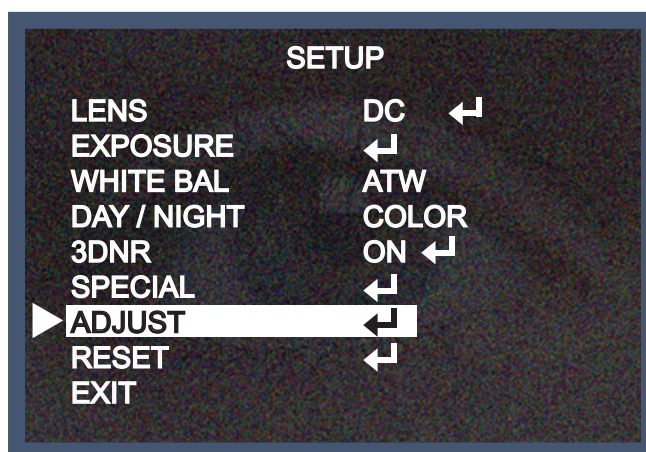 SETUP
LENS DC ↵
EXPOSURE ↵
WHITE BAL ATW
DAY / NIGHT COLOR
3DNR ON ↵
SPECIAL ↵
ADJUST ↵
RESET ↵
EXIT